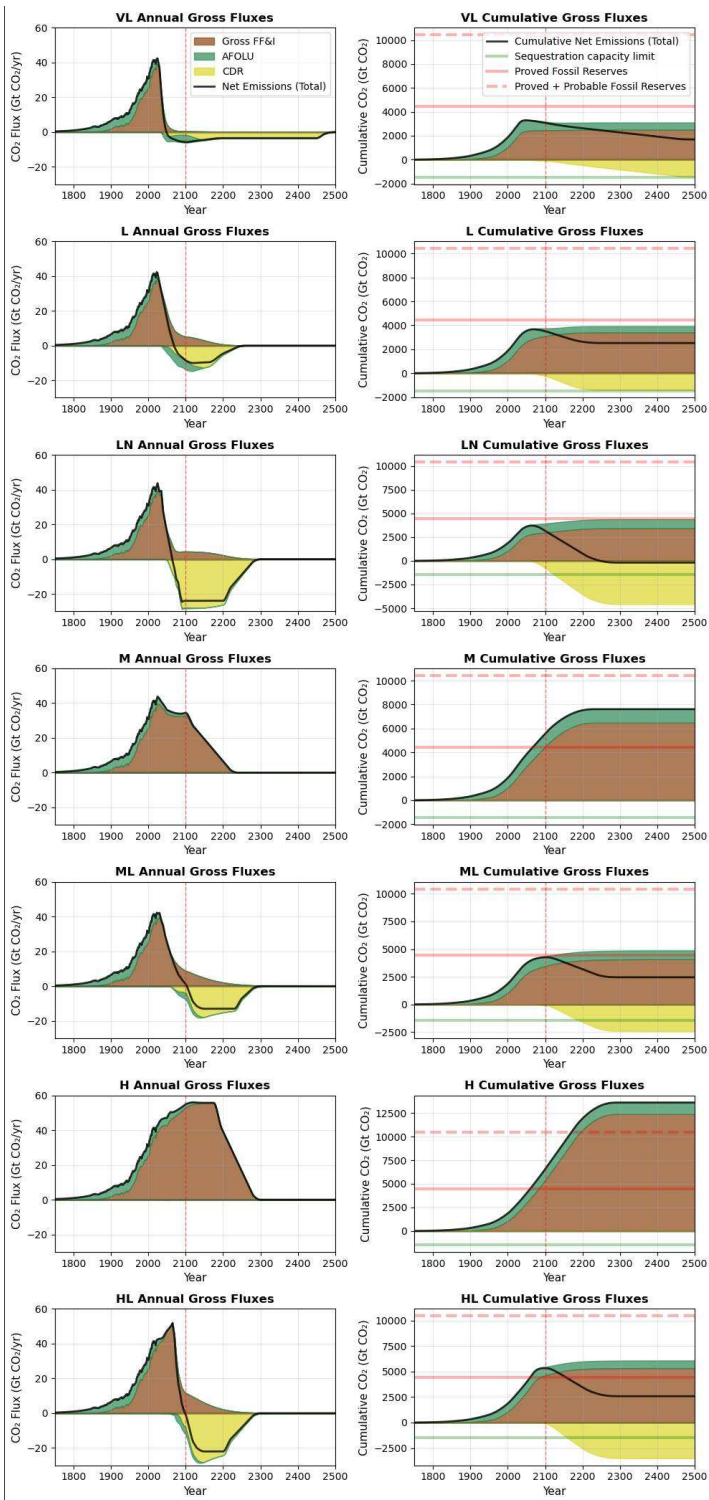 VL Annual Gross Fluxes
CO₂ Flux (Gt CO₂/yr)
60
40
20
0
−20
Gross FF&I
AFOLU
CDR
Net Emissions (Total)
1800 1900 2000 2100 2200 2300 2400 2500
Year
VL Cumulative Gross Fluxes
Cumulative CO₂ (Gt CO₂)
10000
8000
6000
4000
2000
0
−2000
Cumulative Net Emissions (Total)
Sequestration capacity limit
Proved Fossil Reserves
Proved + Probable Fossil Reserves
1800 1900 2000 2100 2200 2300 2400 2500
Year
L Annual Gross Fluxes
CO₂ Flux (Gt CO₂/yr)
60
40
20
0
−20
1800 1900 2000 2100 2200 2300 2400 2500
Year
L Cumulative Gross Fluxes
Cumulative CO₂ (Gt CO₂)
10000
8000
6000
4000
2000
0
−2000
1800 1900 2000 2100 2200 2300 2400 2500
Year
LN Annual Gross Fluxes
CO₂ Flux (Gt CO₂/yr)
60
40
20
0
−20
1800 1900 2000 2100 2200 2300 2400 2500
Year
LN Cumulative Gross Fluxes
Cumulative CO₂ (Gt CO₂)
10000
7500
5000
2500
0
−2500
−5000
1800 1900 2000 2100 2200 2300 2400 2500
Year
M Annual Gross Fluxes
CO₂ Flux (Gt CO₂/yr)
60
40
20
0
−20
1800 1900 2000 2100 2200 2300 2400 2500
Year
M Cumulative Gross Fluxes
Cumulative CO₂ (Gt CO₂)
10000
8000
6000
4000
2000
0
−2000
1800 1900 2000 2100 2200 2300 2400 2500
Year
ML Annual Gross Fluxes
CO₂ Flux (Gt CO₂/yr)
60
40
20
0
−20
1800 1900 2000 2100 2200 2300 2400 2500
Year
ML Cumulative Gross Fluxes
Cumulative CO₂ (Gt CO₂)
10000
7500
5000
2500
0
−2500
1800 1900 2000 2100 2200 2300 2400 2500
Year
H Annual Gross Fluxes
CO₂ Flux (Gt CO₂/yr)
60
40
20
0
−20
1800 1900 2000 2100 2200 2300 2400 2500
Year
H Cumulative Gross Fluxes
Cumulative CO₂ (Gt CO₂)
12500
10000
7500
5000
2500
0
1800 1900 2000 2100 2200 2300 2400 2500
Year
HL Annual Gross Fluxes
CO₂ Flux (Gt CO₂/yr)
60
40
20
0
−20
1800 1900 2000 2100 2200 2300 2400 2500
Year
HL Cumulative Gross Fluxes
Cumulative CO₂ (Gt CO₂)
10000
7500
5000
2500
0
−2500
1800 1900 2000 2100 2200 2300 2400 2500
Year